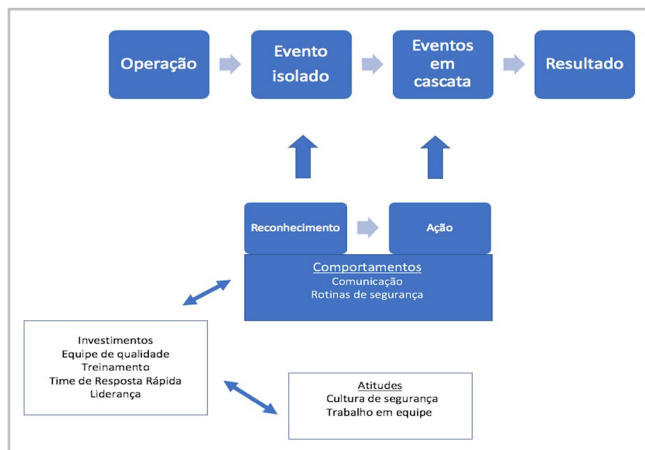 Operação
Evento
isolado
Eventos
em
cascata
Resultado
Reconhecimento
Ação
Comportamentos
Comunicação
Rotinas de segurança
Investimentos
Equipe de qualidade
Treinamento
Time de Resposta Rápida
Liderança
Atitudes
Cultura de segurança
Trabalho em equipe